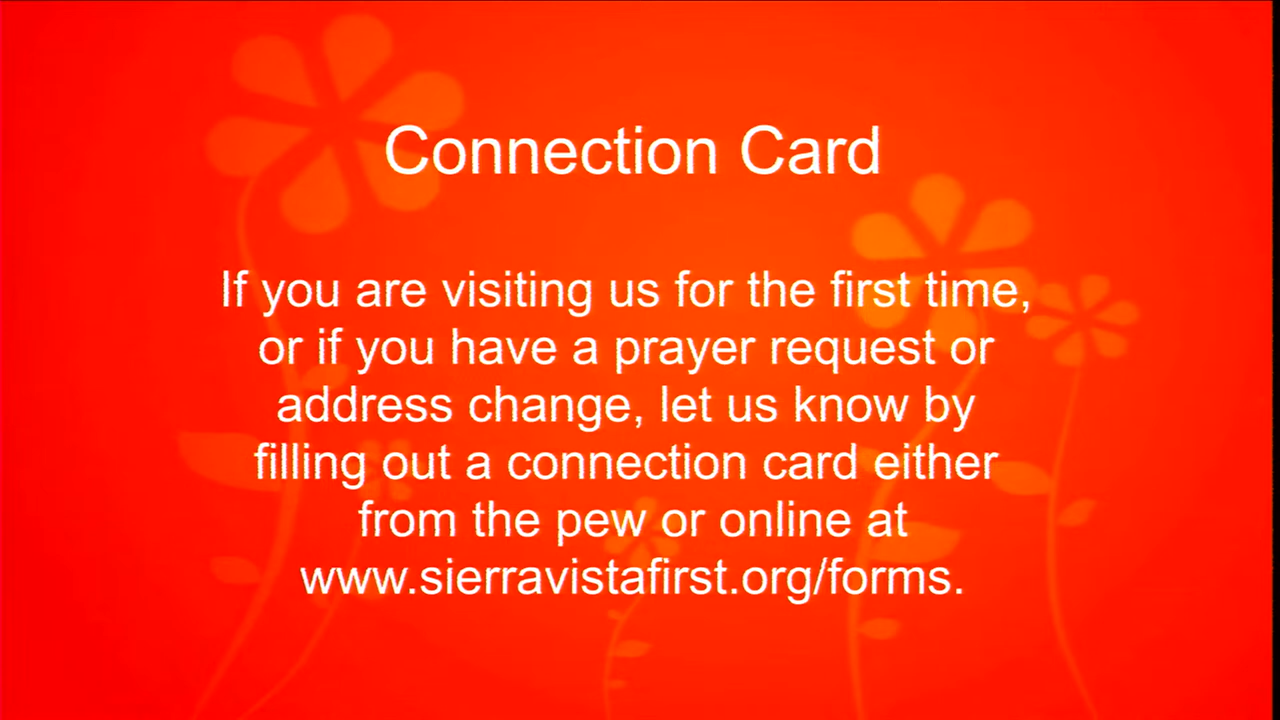 Connection Card
If you are visiting us for the first time,
or if you have a prayer request or
address change, let us know by
filling out a connection card either
from the pew or online at
www.sierravistafirst.org/forms.